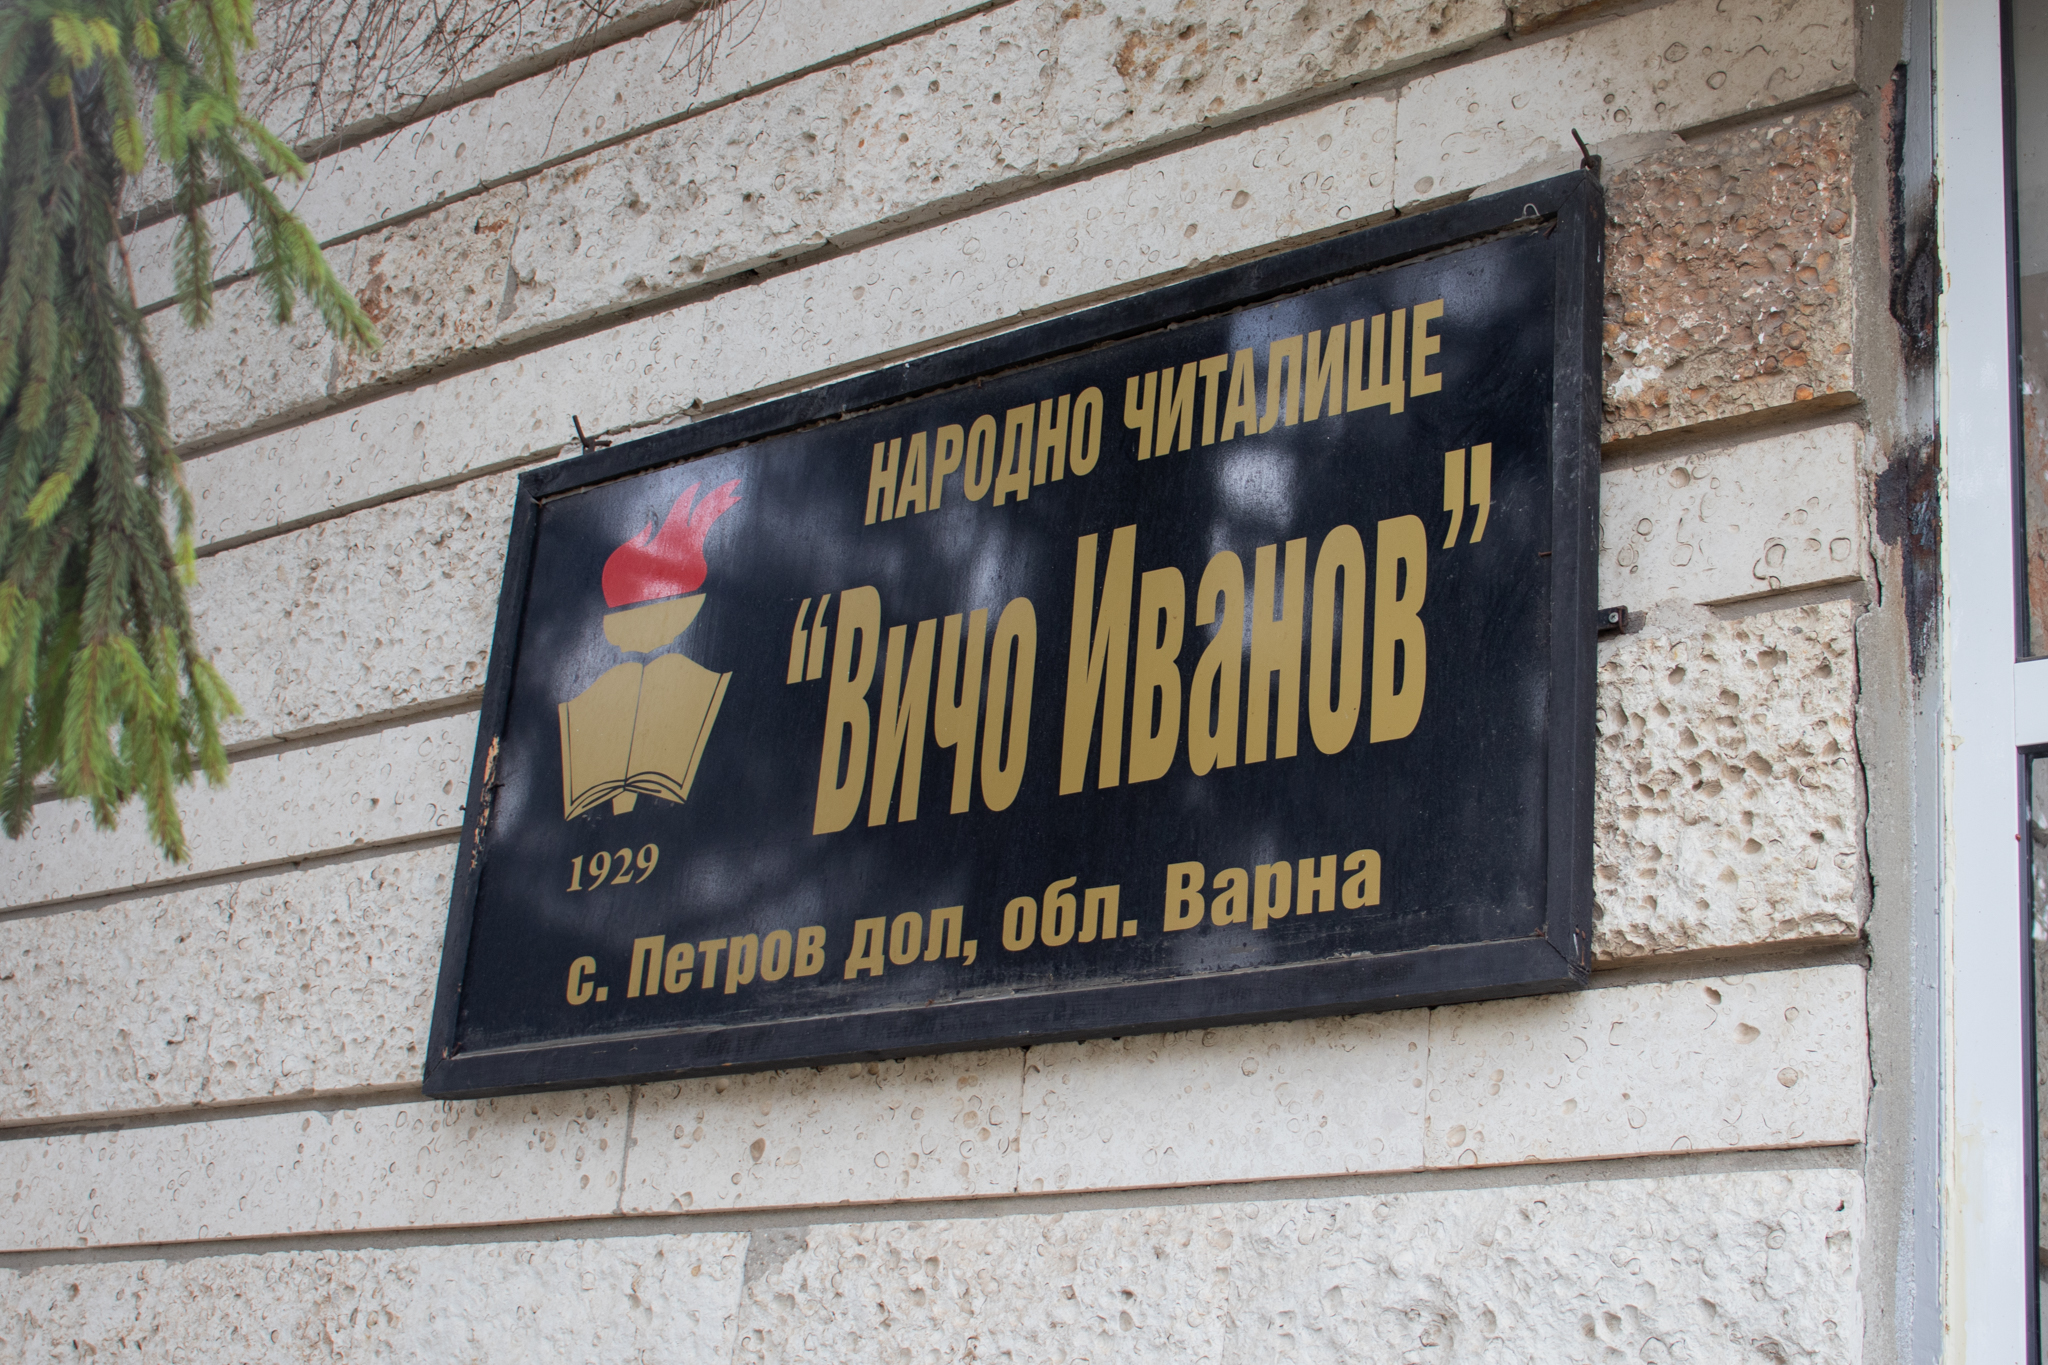 НАРОДНО ЧИТАЛИЩЕ
“Вичо Иванов”
1929
с. Петров дол, обл. Варна